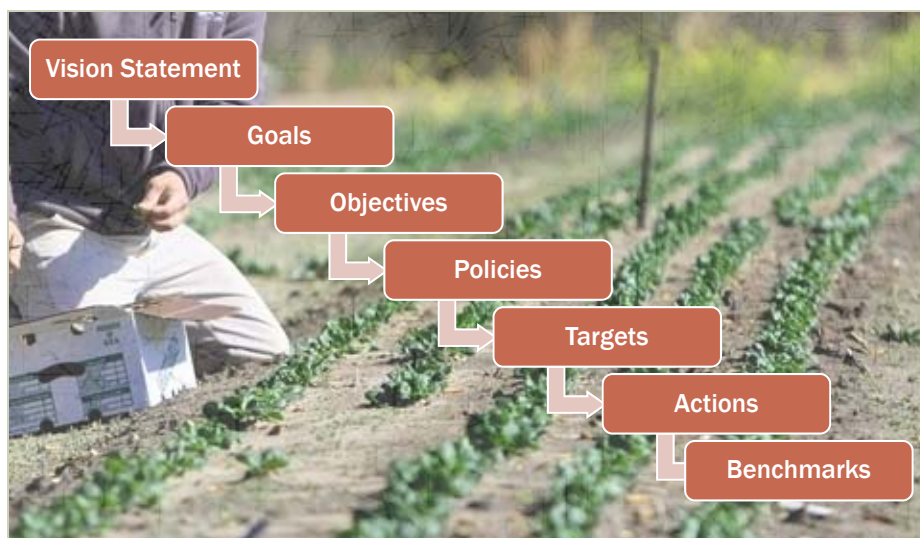 Vision Statement
Goals
Objectives
Policies
Targets
Actions
Benchmarks